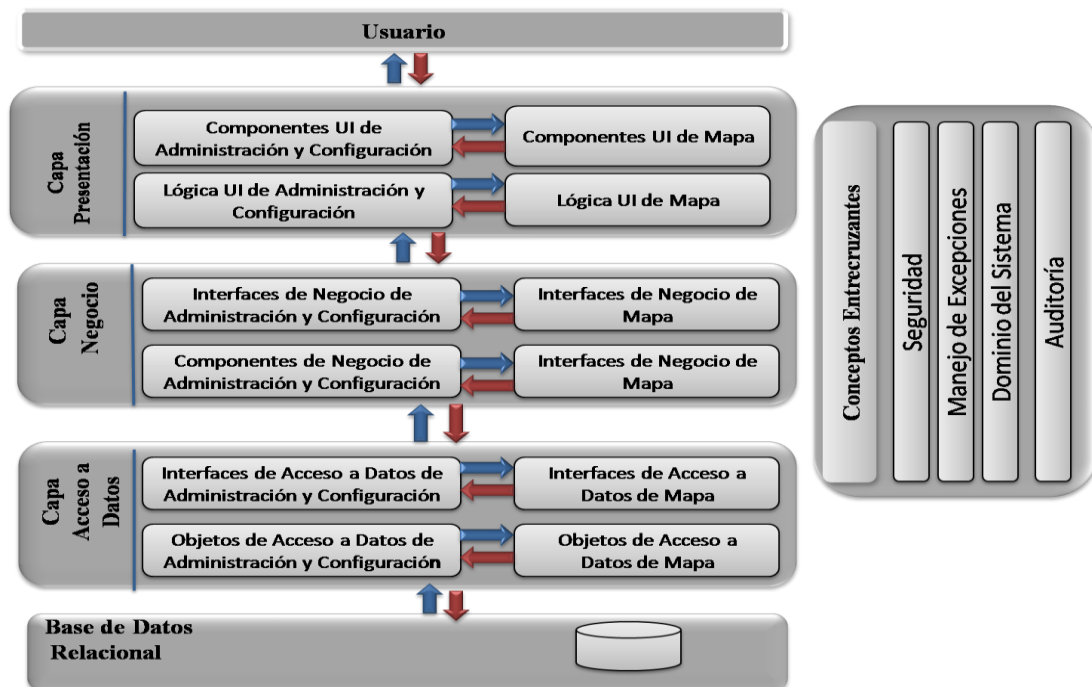 Usuario
Capa
Presentación
Componentes UI de
Administración y Configuración
Componentes UI de Mapa
Lógica UI de Administración y
Configuración
Lógica UI de Mapa
Capa
Negocio
Interfaces de Negocio de
Administración y Configuración
Interfaces de Negocio de
Mapa
Componentes de Negocio de
Administración y Configuración
Interfaces de Negocio de
Mapa
Capa
Acceso a
Datos
Interfaces de Acceso a Datos de
Administración y Configuración
Interfaces de Acceso a
Datos de Mapa
Objetos de Acceso a Datos de
Administración y Configuración
Objetos de Acceso a
Datos de Mapa
Base de Datos
Relacional
Conceptos Entrecruzantes
Seguridad
Manejo de Excepciones
Dominio del Sistema
Auditoría